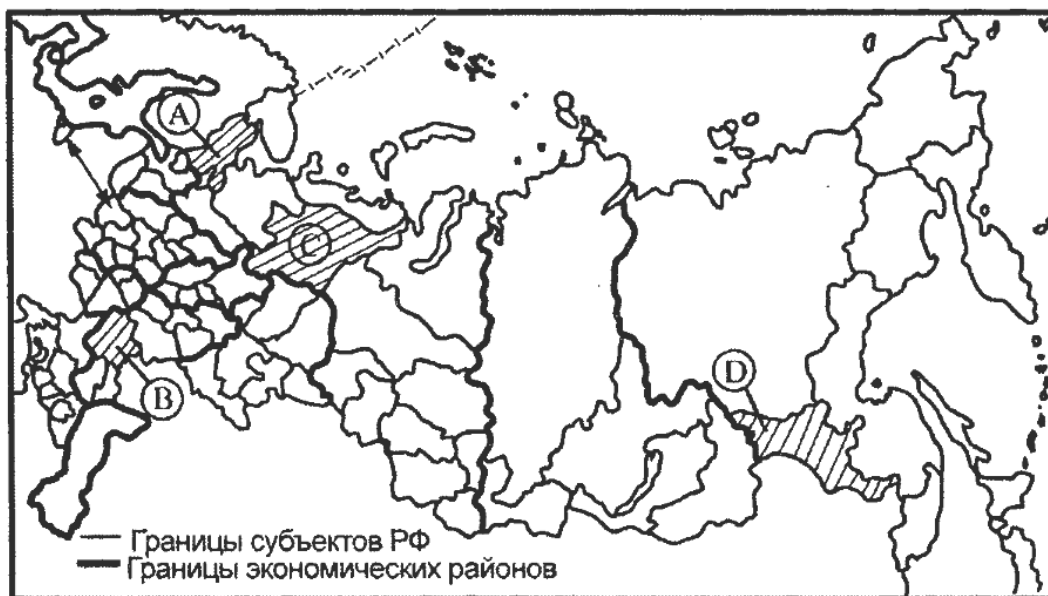 A
C
B
D
Границы субъектов РФ
Границы экономических районов